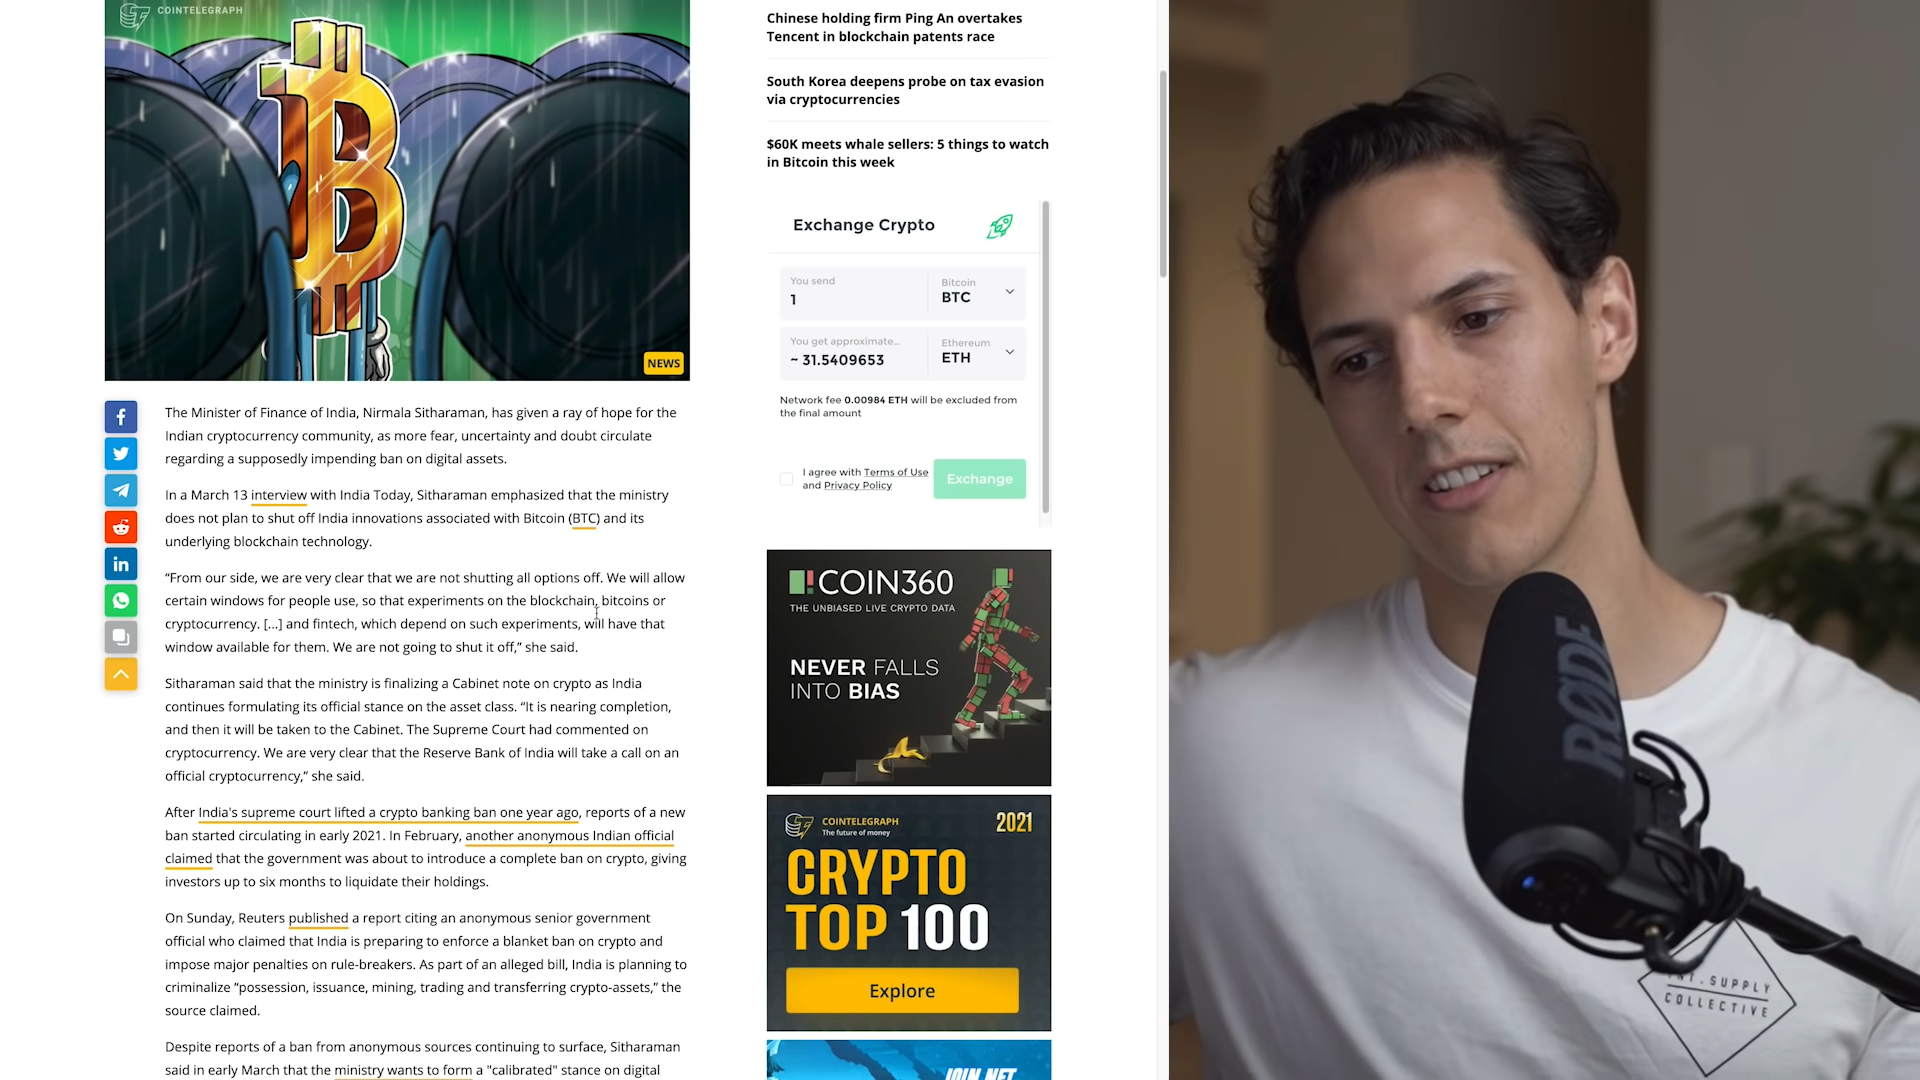 COINTELEGRAPH
NEWS
The Minister of Finance of India, Nirmala Sitharaman, has given a ray of hope for the
Indian cryptocurrency community, as more fear, uncertainty and doubt circulate
regarding a supposedly impending ban on digital assets.
In a March 13 interview with India Today, Sitharaman emphasized that the ministry
does not plan to shut off India innovations associated with Bitcoin (BTC) and its
underlying blockchain technology.
“From our side, we are very clear that we are not shutting all options off. We will allow
certain windows for people use, so that experiments on the blockchain, bitcoins or
cryptocurrency. [...] and fintech, which depend on such experiments, will have that
window available for them. We are not going to shut it off,” she said.
Sitharaman said that the ministry is finalizing a Cabinet note on crypto as India
continues formulating its official stance on the asset class. “It is nearing completion,
and then it will be taken to the Cabinet. The Supreme Court had commented on
cryptocurrency. We are very clear that the Reserve Bank of India will take a call on an
official cryptocurrency,” she said.
After India's supreme court lifted a crypto banking ban one year ago, reports of a new
ban started circulating in early 2021. In February, another anonymous Indian official
claimed that the government was about to introduce a complete ban on crypto, giving
investors up to six months to liquidate their holdings.
On Sunday, Reuters published a report citing an anonymous senior government
official who claimed that India is preparing to enforce a blanket ban on crypto and
impose major penalties on rule-breakers. As part of an alleged bill, India is planning to
criminalize “possession, issuance, mining, trading and transferring crypto-assets,” the
source claimed.
Despite reports of a ban from anonymous sources continuing to surface, Sitharaman
said in early March that the ministry wants to form a "calibrated" stance on digital
Chinese holding firm Ping An overtakes
Tencent in blockchain patents race
South Korea deepens probe on tax evasion
via cryptocurrencies
$60K meets whale sellers: 5 things to watch
in Bitcoin this week
Exchange Crypto
You send
1
Bitcoin
BTC
You get approximate...
~ 31.5409653
Ethereum
ETH
Network fee 0.00984 ETH will be excluded from
the final amount
I agree with Terms of Use
and Privacy Policy
Exchange
COIN360
THE UNBIASED LIVE CRYPTO DATA
NEVER FALLS
INTO BIAS
COINTELEGRAPH
The future of money
2021
CRYPTO
TOP 100
Explore
RØDE
NT.SUPPLY
COLLECTIVE